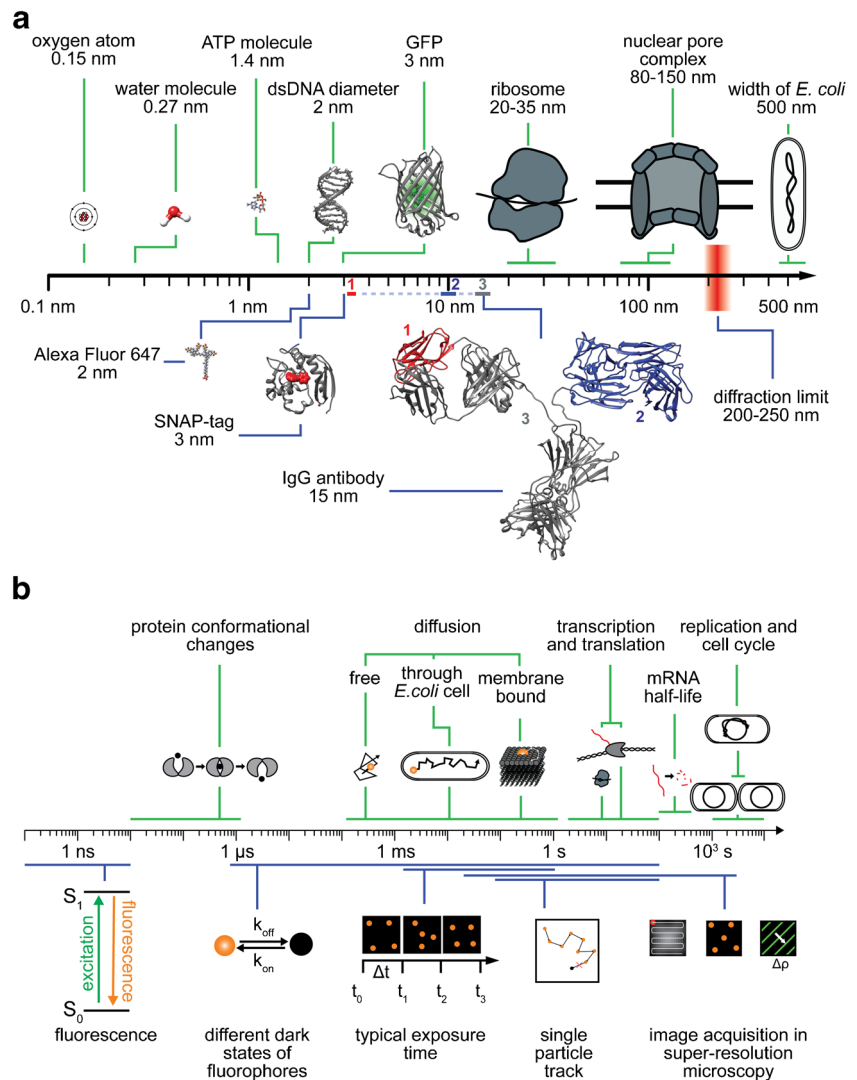 a
oxygen atom
0.15 nm
water molecule
0.27 nm
ATP molecule
1.4 nm
dsDNA diameter
2 nm
GFP
3 nm
ribosome
20-35 nm
nuclear pore
complex
80-150 nm
width of E. coli
500 nm
0.1 nm
1 nm
10 nm
100 nm
500 nm
1
2
3
Alexa Fluor 647
2 nm
SNAP-tag
3 nm
1
3
2
IgG antibody
15 nm
diffraction limit
200-250 nm
b
protein conformational
changes
diffusion
free
through
E.coli cell
membrane
bound
transcription
and translation
mRNA
half-life
replication and
cell cycle
1 ns
1 µs
1 ms
1 s
10³ s
S₁
excitation
fluorescence
S₀
fluorescence
k_off
k_on
different dark
states of
fluorophores
Δt
t₀
t₁
t₂
t₃
typical exposure
time
single
particle
track
Δρ
image acquisition in
super-resolution
microscopy